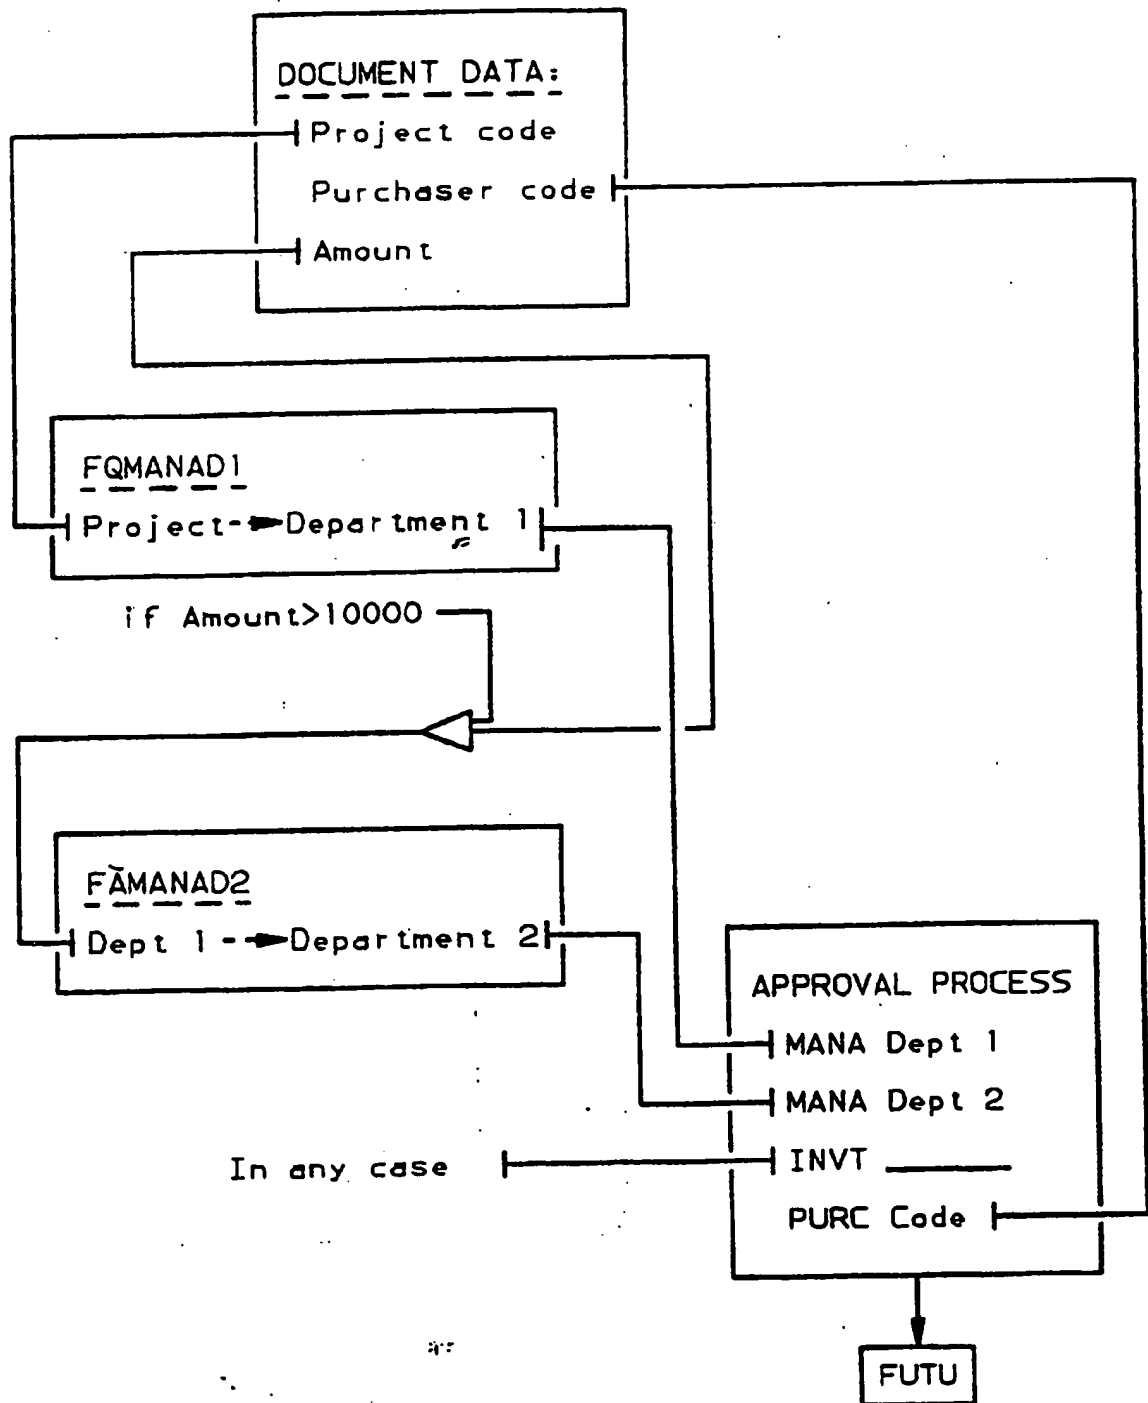 DOCUMENT DATA:
Project code
Purchaser code
Amount
FQMANAD1
Project → Department 1
if Amount>10000
FÃMANAD2
Dept 1 → Department 2
APPROVAL PROCESS
MANA Dept 1
MANA Dept 2
In any case
INVT
PURC Code
FUTU